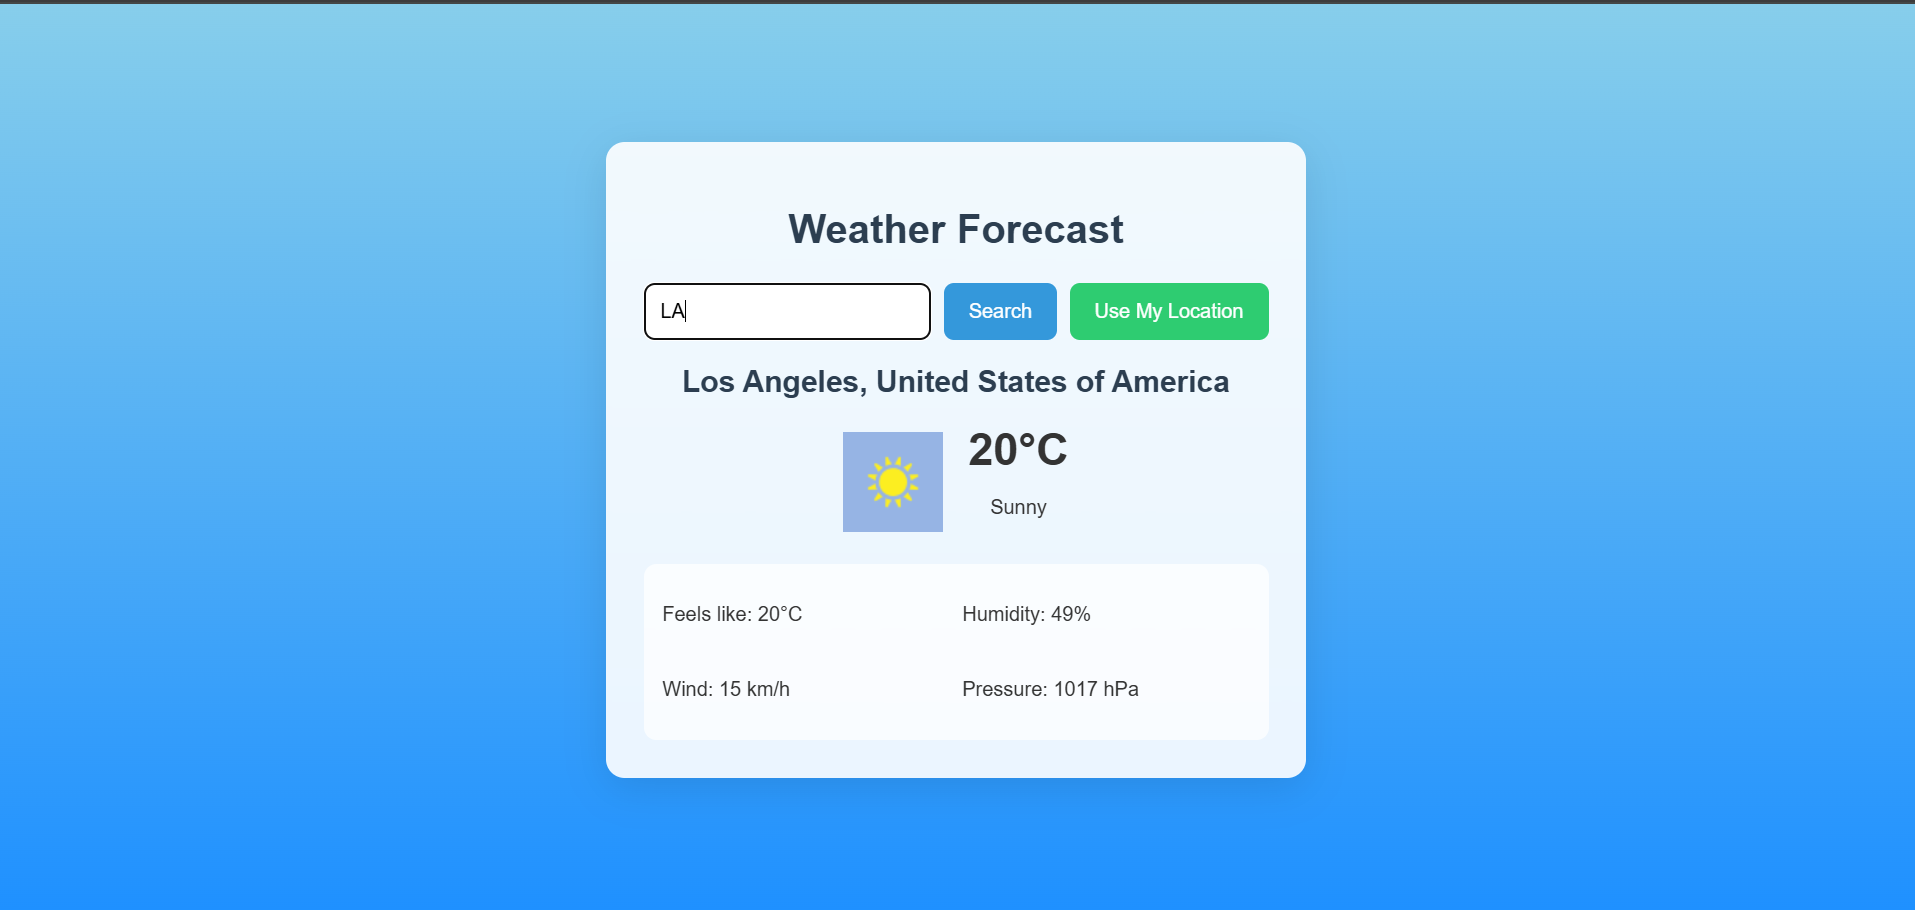 Weather Forecast
LA Search Use My Location
Los Angeles, United States of America
20°C
Sunny
Feels like: 20°C Humidity: 49%
Wind: 15 km/h Pressure: 1017 hPa